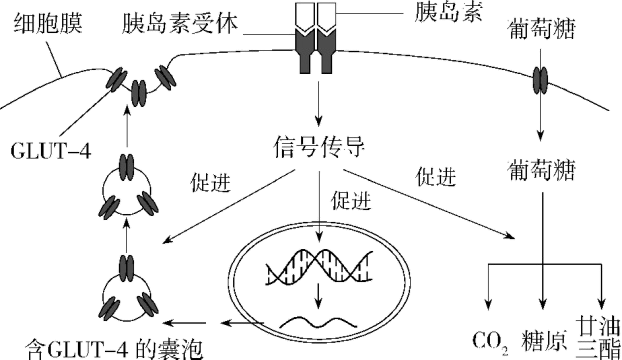 细胞膜
胰岛素受体
胰岛素
葡萄糖
GLUT-4
信号传导
葡萄糖
促进
促进
促进
含GLUT-4 的囊泡
CO₂
糖原
甘油
三酯